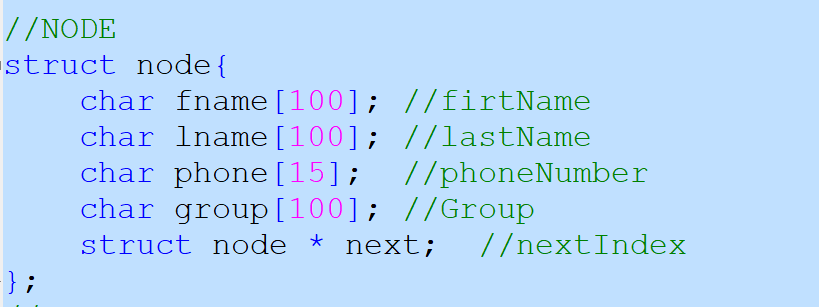 //NODE
struct node{
char fname[100]; //firtName
char lname[100]; //lastName
char phone[15]; //phoneNumber
char group[100]; //Group
struct node * next; //nextIndex
};